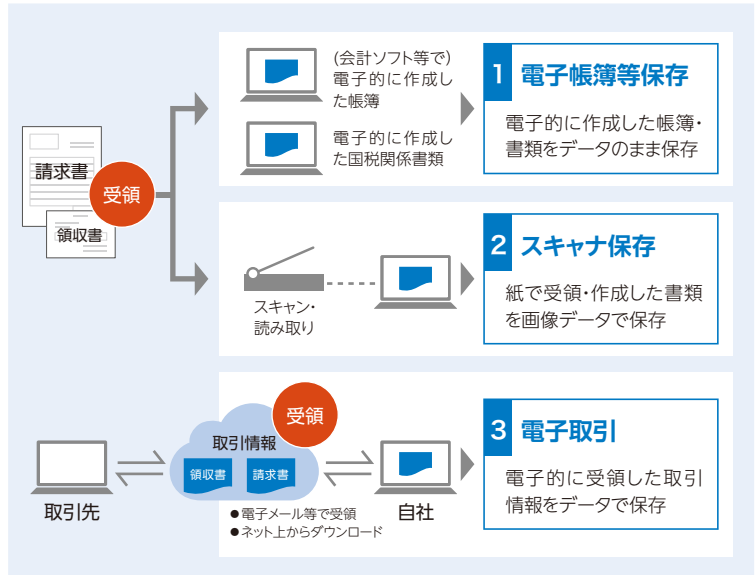 請求書
受領
領収書
(会計ソフト等で)
電子的に作成し
た帳簿
電子的に作成し
た国税関係書類
1 電子帳簿等保存
電子的に作成した帳簿・
書類をデータのまま保存
スキャン・
読み取り
2 スキャナ保存
紙で受領・作成した書類
を画像データで保存
取引先
受領
取引情報
領収書 請求書
●電子メール等で受領
●ネット上からダウンロード
自社
3 電子取引
電子的に受領した取引
情報をデータで保存